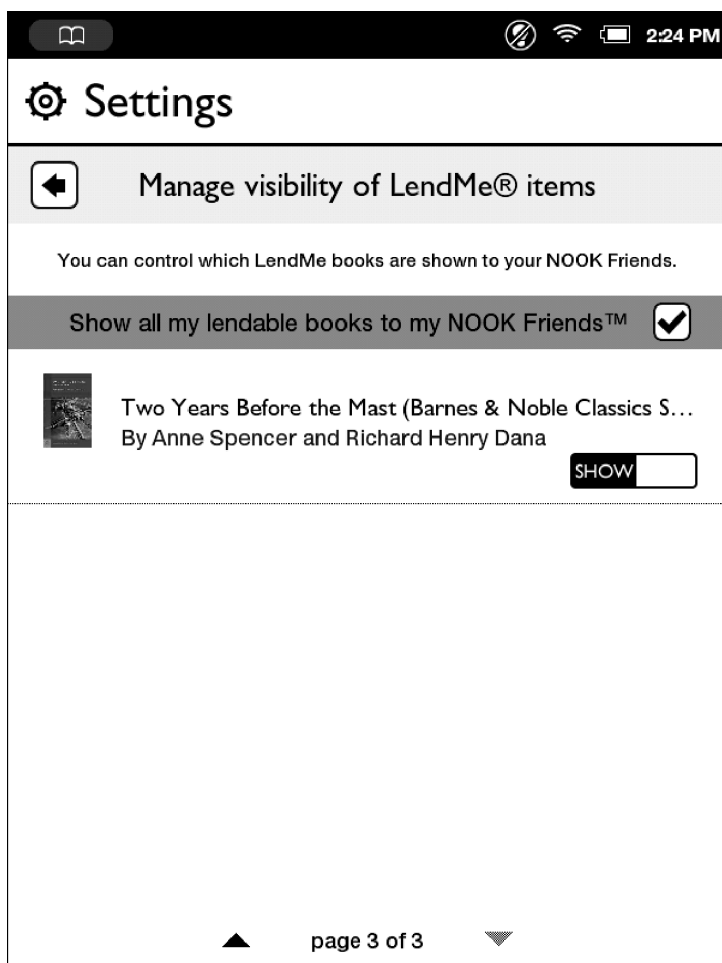 2:24 PM
Settings
Manage visibility of LendMe® items
You can control which LendMe books are shown to your NOOK Friends.
Show all my lendable books to my NOOK Friends™
Two Years Before the Mast (Barnes & Noble Classics S...
By Anne Spencer and Richard Henry Dana
SHOW
page 3 of 3